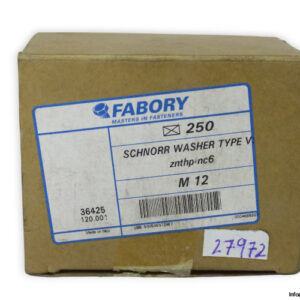 FABORY
MASTERS IN FASTENERS
250
SCHNORR WASHER TYPE V
znthp-nc6
M 12
36425
120.001
27972